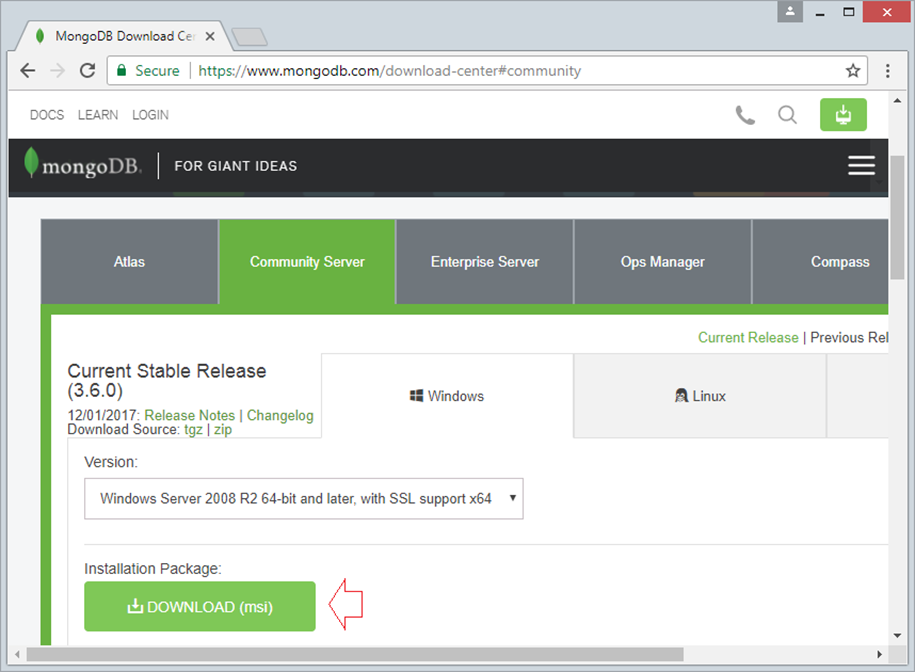 MongoDB Download Cen
Secure | https://www.mongodb.com/download-center#community
DOCS LEARN LOGIN
mongoDB. FOR GIANT IDEAS
Atlas Community Server Enterprise Server Ops Manager Compass
Current Release | Previous Rel
Current Stable Release
(3.6.0)
12/01/2017: Release Notes | Changelog
Download Source: tgz | zip
Windows Linux
Version:
Windows Server 2008 R2 64-bit and later, with SSL support x64
Installation Package:
DOWNLOAD (msi)